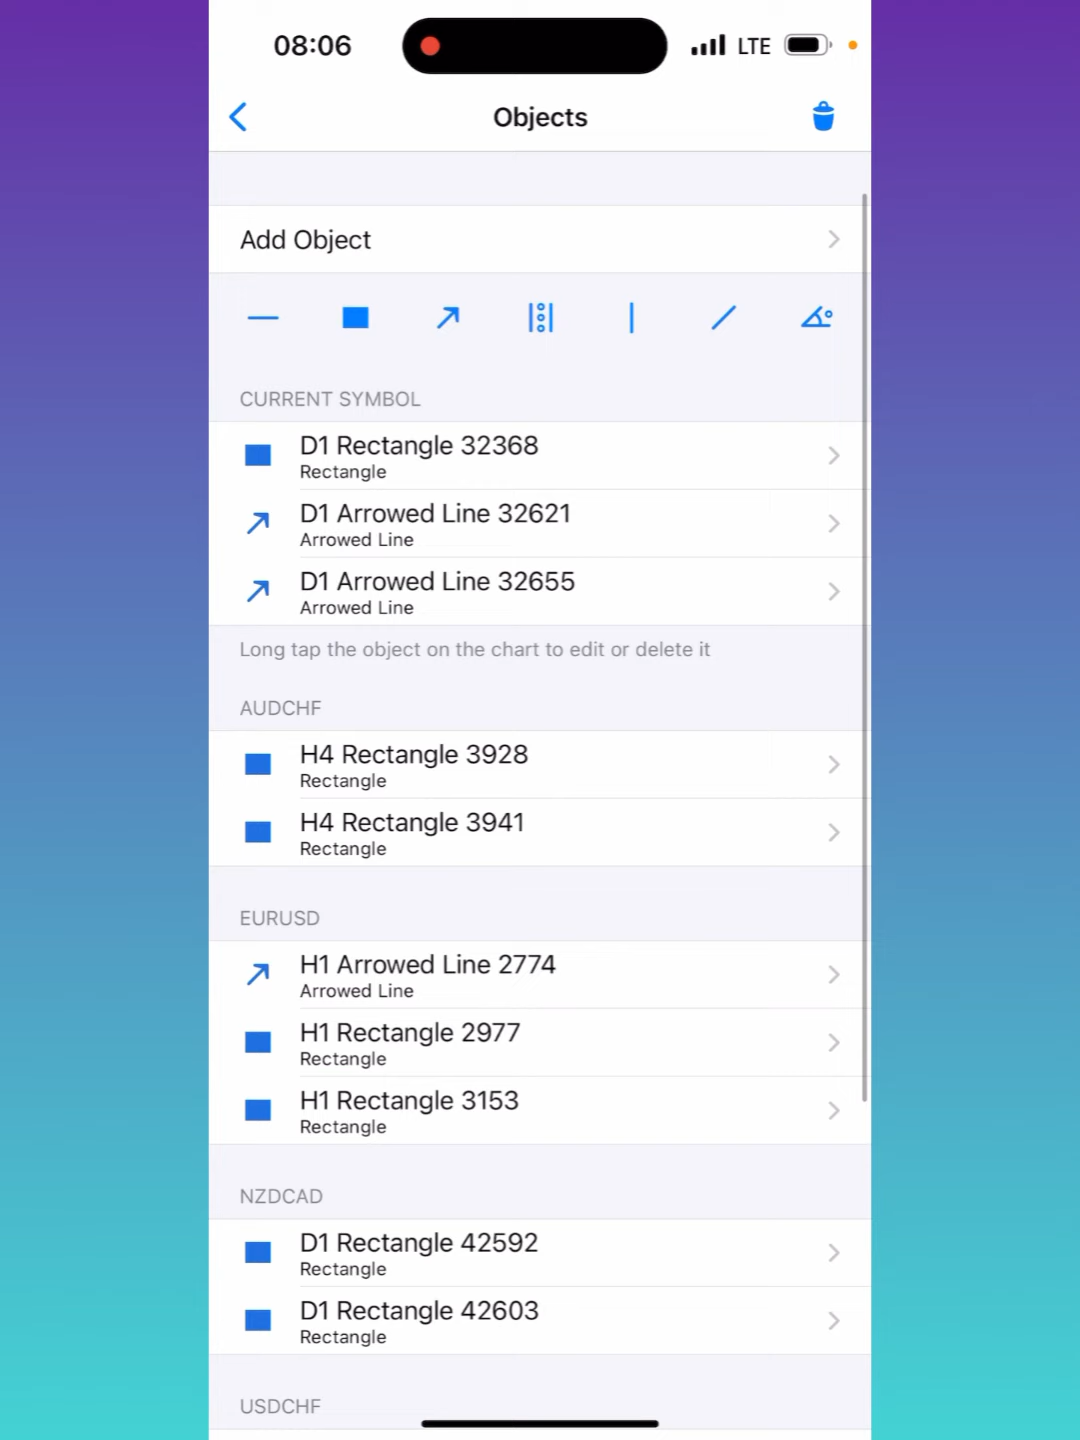 08:06
LTE
Objects
Add Object
CURRENT SYMBOL
D1 Rectangle 32368
Rectangle
D1 Arrowed Line 32621
Arrowed Line
D1 Arrowed Line 32655
Arrowed Line
Long tap the object on the chart to edit or delete it
AUDCHF
H4 Rectangle 3928
Rectangle
H4 Rectangle 3941
Rectangle
EURUSD
H1 Arrowed Line 2774
Arrowed Line
H1 Rectangle 2977
Rectangle
H1 Rectangle 3153
Rectangle
NZDCAD
D1 Rectangle 42592
Rectangle
D1 Rectangle 42603
Rectangle
USDCHF